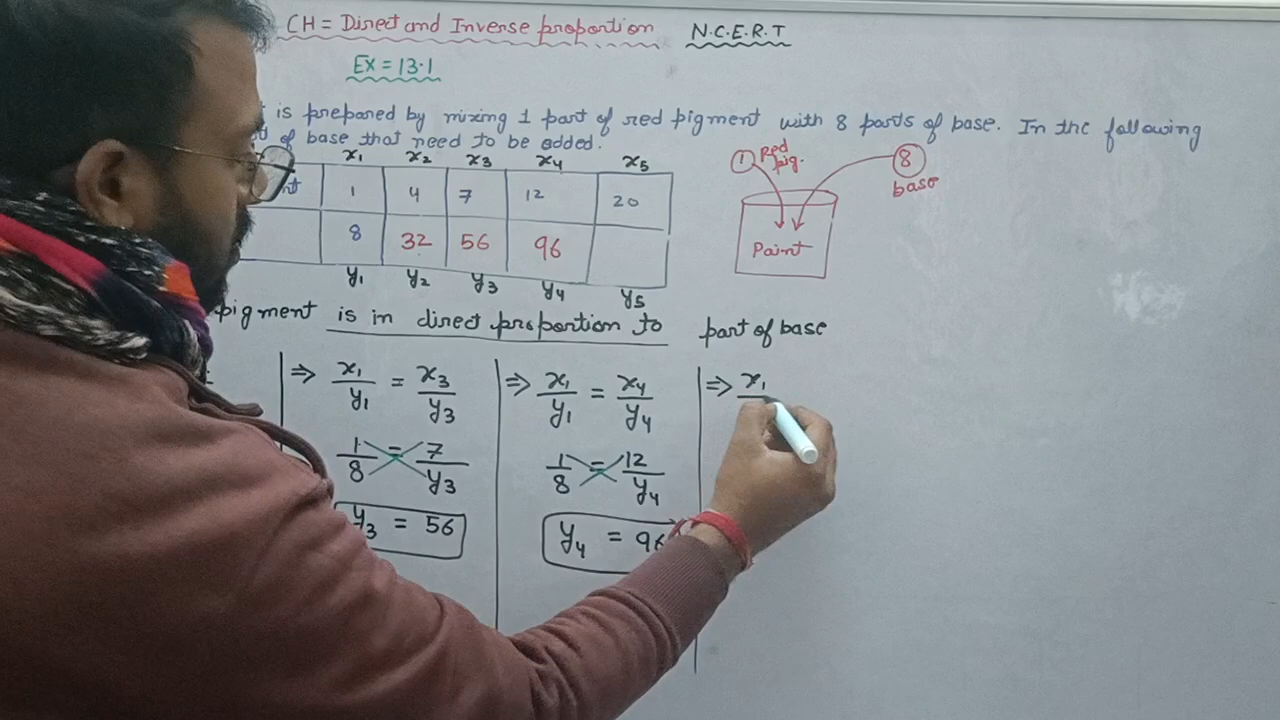 CH = Direct and Inverse proportion N.C.E.R.T
EX = 13.1
is prepared by mixing 1 part of red pigment with 8 parts of base. In the following
of base that need to be added.
x1 x2 x3 x4 x5
1 4 7 12 20
8 32 56 96
y1 y2 y3 y4 y5
1 Red pig. 8 base
Paint
pigment is in direct proportion to part of base
⇒ x1/y1 = x3/y3 ⇒ x1/y1 = x4/y4 ⇒ x1
1/8 = 7/y3 1/8 = 12/y4
y3 = 56 y4 = 96